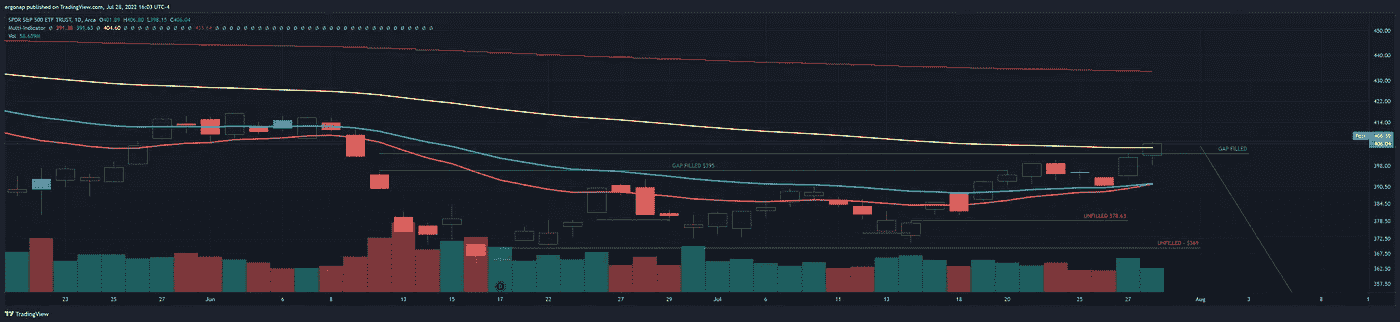 ergonap published on TradingView.com, Jul 28, 2022 16:03 UTC-4
SPDR S&P 500 ETF TRUST, 1D, Arca
Multi-Indicator
Vol
GAP FILLED
GAP FILLED $395
UNFILLED $78.63
UNFILLED - $369
450.00
440.00
430.00
422.00
414.00
406.04
398.00
390.50
384.50
378.50
372.50
367.50
362.50
357.50
23 25 27 Jun 6 8 13 15 17 22 27 29 Jul 6 11 13 18 20 25 27 Aug 3 8 1
TradingView